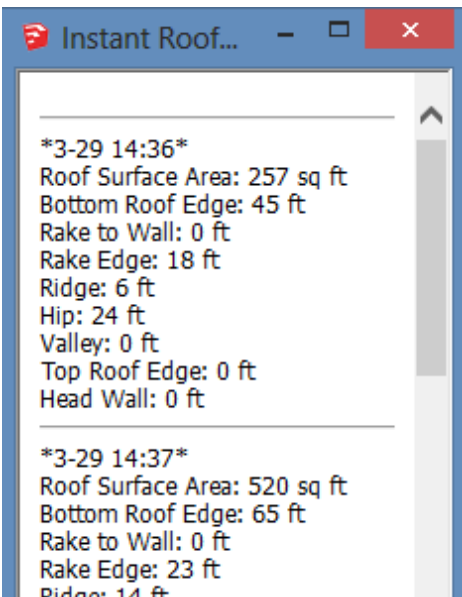 Instant Roof...
*3-29 14:36*
Roof Surface Area: 257 sq ft
Bottom Roof Edge: 45 ft
Rake to Wall: 0 ft
Rake Edge: 18 ft
Ridge: 6 ft
Hip: 24 ft
Valley: 0 ft
Top Roof Edge: 0 ft
Head Wall: 0 ft
*3-29 14:37*
Roof Surface Area: 520 sq ft
Bottom Roof Edge: 65 ft
Rake to Wall: 0 ft
Rake Edge: 23 ft
Ridge: 14 ft